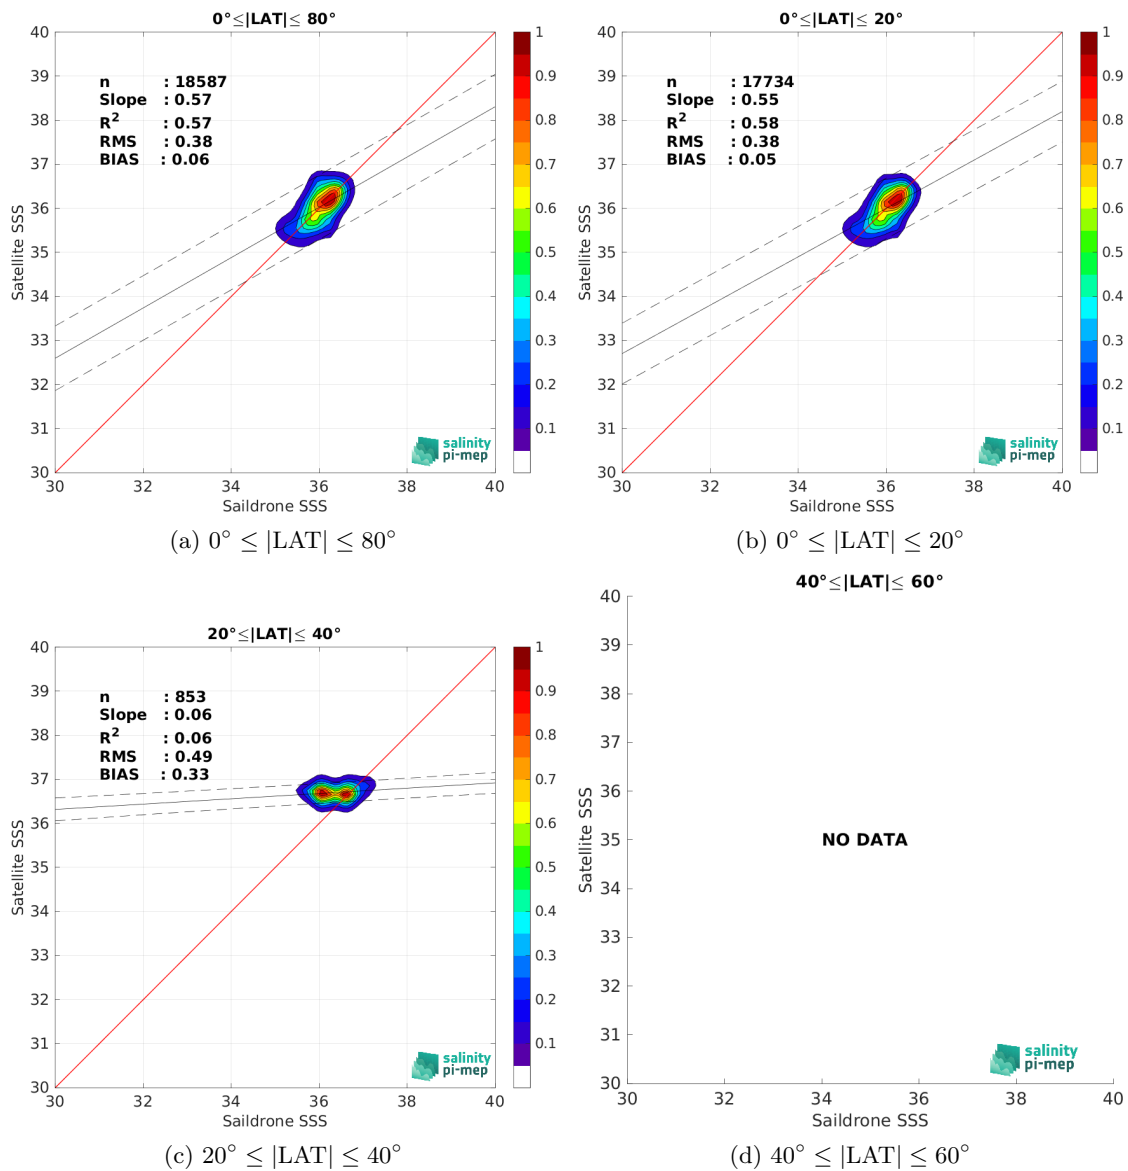 0°≤|LAT|≤ 80°
40
39
38
37
36
35
34
33
32
31
30
Satellite SSS
n : 18587
Slope : 0.57
R2 : 0.57
RMS : 0.38
BIAS : 0.06
1
0.9
0.8
0.7
0.6
0.5
0.4
0.3
0.2
0.1
salinity
pi-mep
30 32 34 36 38 40
Saildrone SSS
(a) 0° ≤ |LAT| ≤ 80°
0°≤|LAT|≤ 20°
40
39
38
37
36
35
34
33
32
31
30
Satellite SSS
n : 17734
Slope : 0.55
R2 : 0.58
RMS : 0.38
BIAS : 0.05
1
0.9
0.8
0.7
0.6
0.5
0.4
0.3
0.2
0.1
salinity
pi-mep
30 32 34 36 38 40
Saildrone SSS
(b) 0° ≤ |LAT| ≤ 20°
20°≤|LAT|≤ 40°
40
39
38
37
36
35
34
33
32
31
30
Satellite SSS
n : 853
Slope : 0.06
R2 : 0.06
RMS : 0.49
BIAS : 0.33
1
0.9
0.8
0.7
0.6
0.5
0.4
0.3
0.2
0.1
salinity
pi-mep
30 32 34 36 38 40
Saildrone SSS
(c) 20° ≤ |LAT| ≤ 40°
40°≤|LAT|≤ 60°
40
39
38
37
36
35
34
33
32
31
30
Satellite SSS
NO DATA
salinity
pi-mep
30 32 34 36 38 40
Saildrone SSS
(d) 40° ≤ |LAT| ≤ 60°